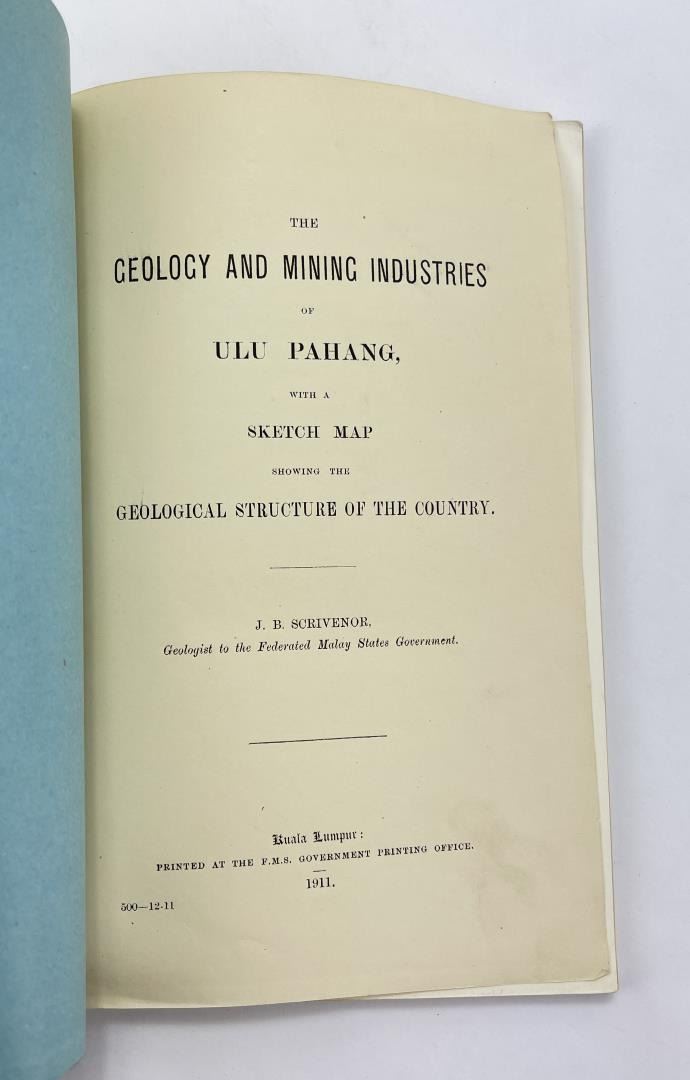 THE
GEOLOGY AND MINING INDUSTRIES
OF
ULU PAHANG,
WITH A
SKETCH MAP
SHOWING THE
GEOLOGICAL STRUCTURE OF THE COUNTRY.
J. B. SCRIVENOR,
Geologist to the Federated Malay States Government.
Kuala Lumpur:
PRINTED AT THE F.M.S. GOVERNMENT PRINTING OFFICE.
1911.
500—12-11